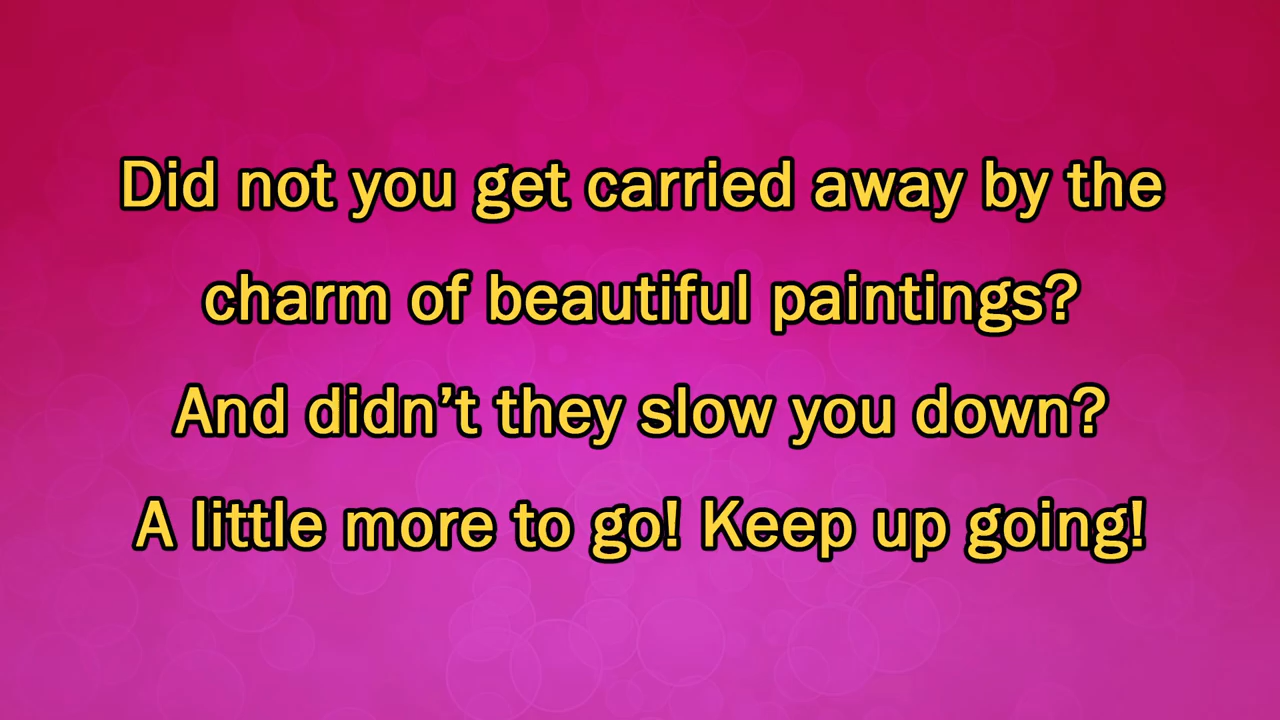 Did not you get carried away by the
charm of beautiful paintings?
And didn’t they slow you down?
A little more to go! Keep up going!